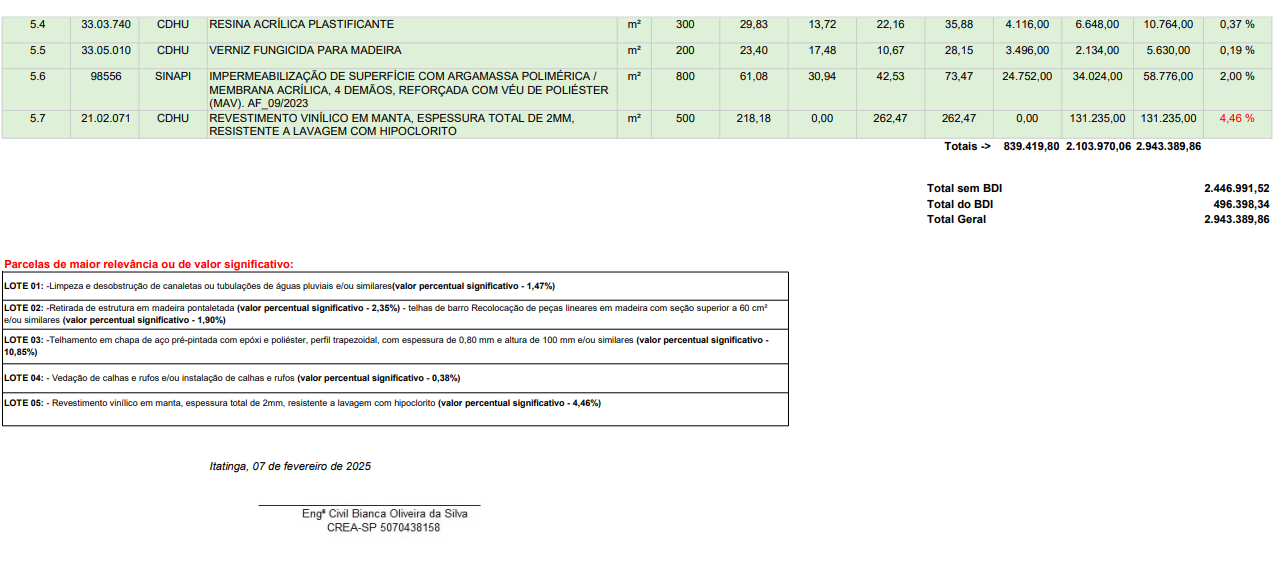 5.4 33.03.740 CDHU RESINA ACRÍLICA PLASTIFICANTE m² 300 29,83 13,72 22,16 35,88 4.116,00 6.648,00 10.764,00 0,37 %
5.5 33.05.010 CDHU VERNIZ FUNGICIDA PARA MADEIRA m² 200 23,40 17,48 10,67 28,15 3.496,00 2.134,00 5.630,00 0,19 %
5.6 98556 SINAPI IMPERMEABILIZAÇÃO DE SUPERFÍCIE COM ARGAMASSA POLIMÉRICA / m² 800 61,08 30,94 42,53 73,47 24.752,00 34.024,00 58.776,00 2,00 %
MEMBRANA ACRÍLICA, 4 DEMÃOS, REFORÇADA COM VÉU DE POLIÉSTER
(MAV). AF_09/2023
5.7 21.02.071 CDHU REVESTIMENTO VINÍLICO EM MANTA, ESPESSURA TOTAL DE 2MM, m² 500 218,18 0,00 262,47 262,47 0,00 131.235,00 131.235,00 4,46 %
RESISTENTE A LAVAGEM COM HIPOCLORITO
Totais -> 839.419,80 2.103.970,06 2.943.389,86
Total sem BDI 2.446.991,52
Total do BDI 496.398,34
Total Geral 2.943.389,86
Parcelas de maior relevância ou de valor significativo:
LOTE 01: -Limpeza e desobstrução de canaletas ou tubulações de águas pluviais e/ou similares(valor percentual significativo - 1,47%)
LOTE 02: -Retirada de estrutura em madeira pontaletada (valor percentual significativo - 2,35%) - telhas de barro Recolocação de peças lineares em madeira com seção superior a 60 cm²
e/ou similares (valor percentual significativo - 1,90%)
LOTE 03: -Telhamento em chapa de aço pré-pintada com epóxi e poliéster, perfil trapezoidal, com espessura de 0,80 mm e altura de 100 mm e/ou similares (valor percentual significativo -
10,85%)
LOTE 04: - Vedação de calhas e rufos e/ou instalação de calhas e rufos (valor percentual significativo - 0,38%)
LOTE 05: - Revestimento vinílico em manta, espessura total de 2mm, resistente a lavagem com hipoclorito (valor percentual significativo - 4,46%)
Itatinga, 07 de fevereiro de 2025
Engª Civil Bianca Oliveira da Silva
CREA-SP 5070438158